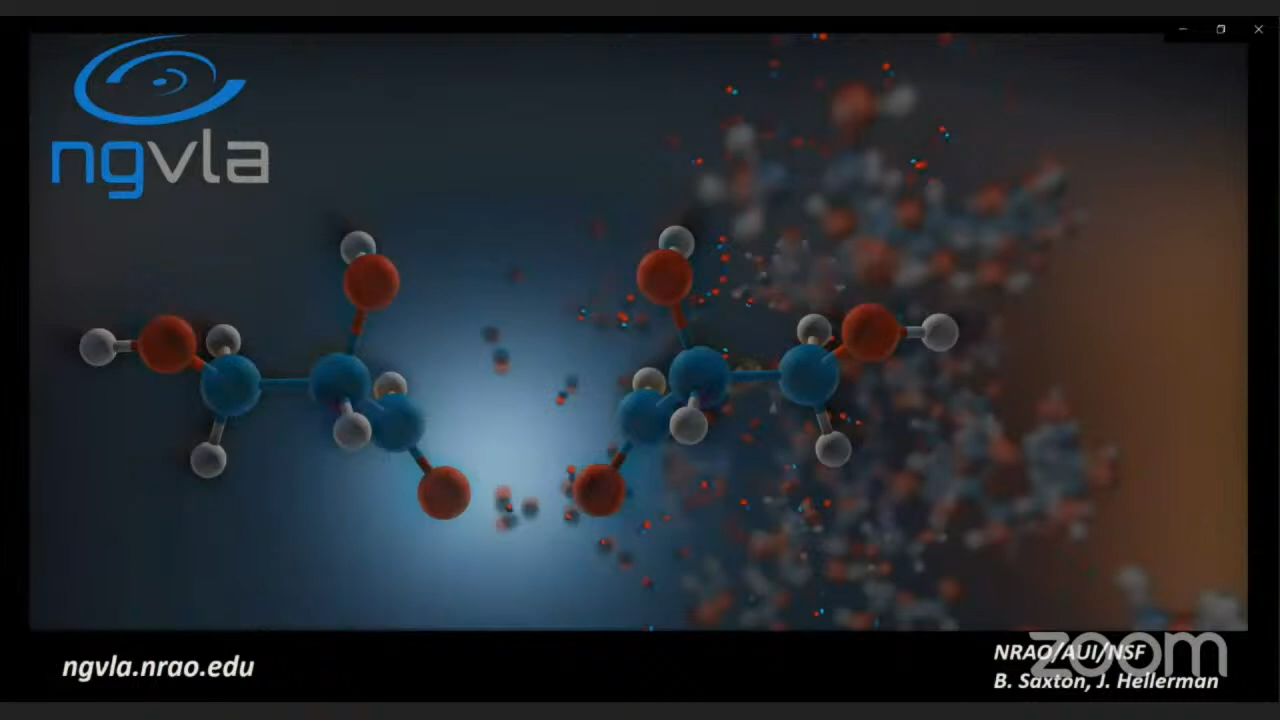 ngvla
ngvla.nrao.edu
NRAO/AUI/NSF
zoom
B. Saxton, J. Hellerman